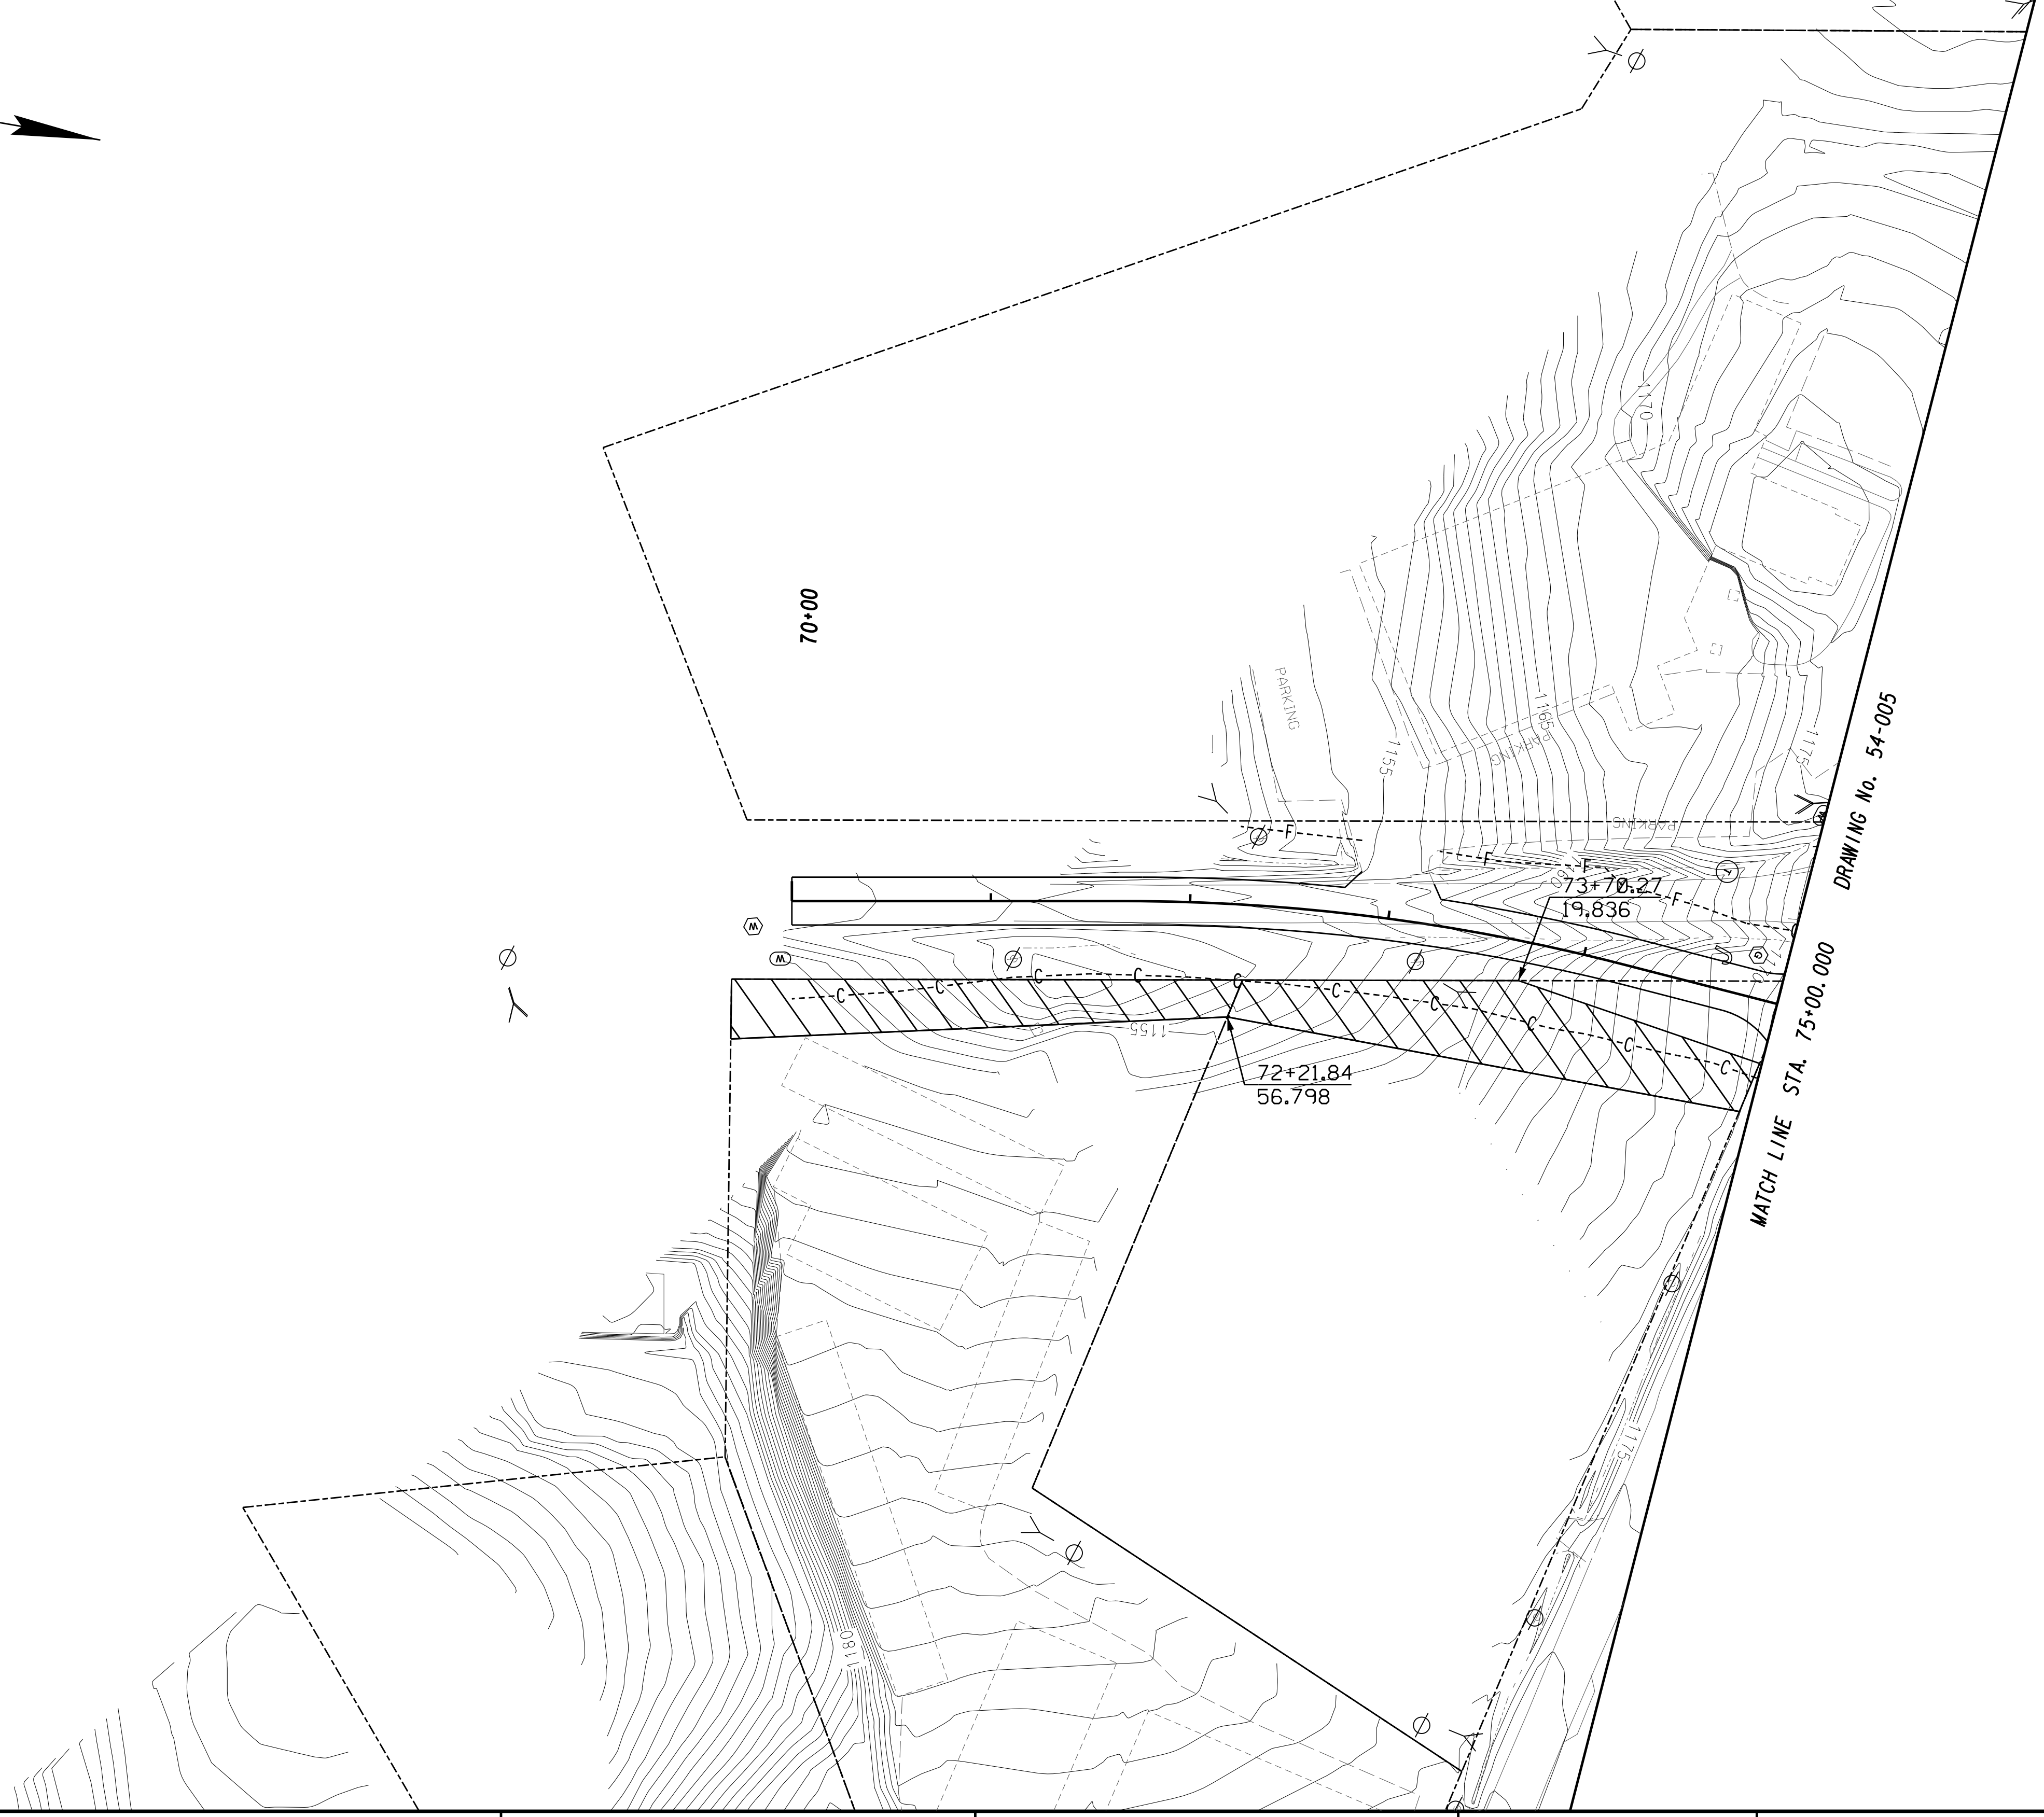 1170
70+00
PARKING
1165
PARKING
1155
1175
DRAWING No. 54-005
PARKING
F
F
F
F
T
73+70.27
19.836
W
G
W
C
C
C
C
C
C
C
C
C
C
1155
72+21.84
56.798
MATCH LINE STA. 75+00.000
1175
1180